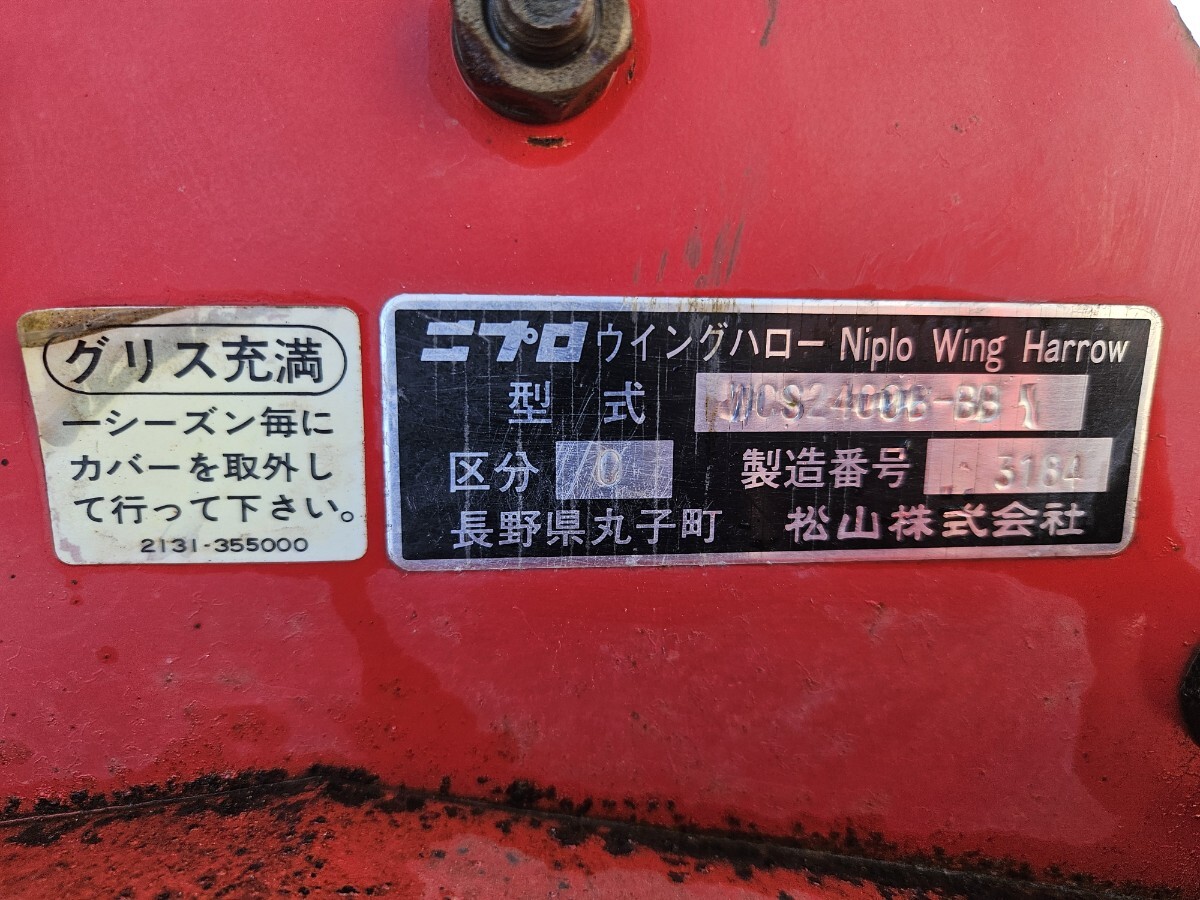 グリス充満
一シーズン毎に
カバーを取外し
て行って下さい。
2131-355000
ニプロ ウイングハロー Niplo Wing Harrow
型式
区分 0 製造番号 3184
長野県丸子町 松山株式会社